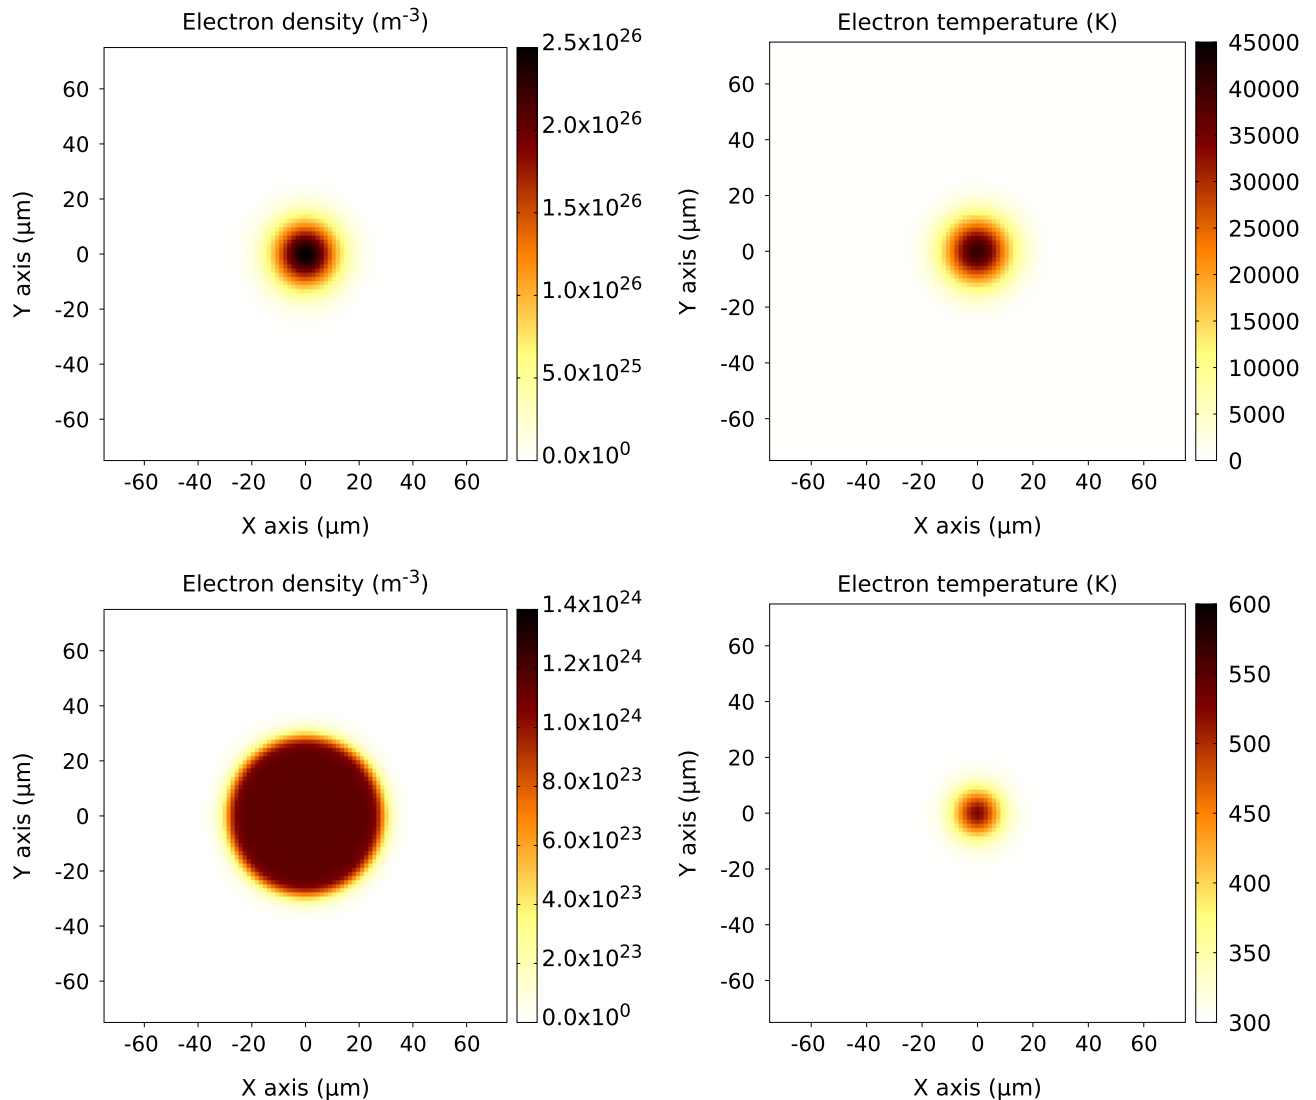 Electron density (m-3)
2.5x10^26
2.0x10^26
1.5x10^26
1.0x10^26
5.0x10^25
0.0x10^0
60
40
20
0
-20
-40
-60
Y axis (µm)
-60 -40 -20 0 20 40 60
X axis (µm)
Electron temperature (K)
45000
40000
35000
30000
25000
20000
15000
10000
5000
0
60
40
20
0
-20
-40
-60
Y axis (µm)
-60 -40 -20 0 20 40 60
X axis (µm)
Electron density (m-3)
1.4x10^24
1.2x10^24
1.0x10^24
8.0x10^23
6.0x10^23
4.0x10^23
2.0x10^23
0.0x10^0
60
40
20
0
-20
-40
-60
Y axis (µm)
-60 -40 -20 0 20 40 60
X axis (µm)
Electron temperature (K)
600
550
500
450
400
350
300
60
40
20
0
-20
-40
-60
Y axis (µm)
-60 -40 -20 0 20 40 60
X axis (µm)